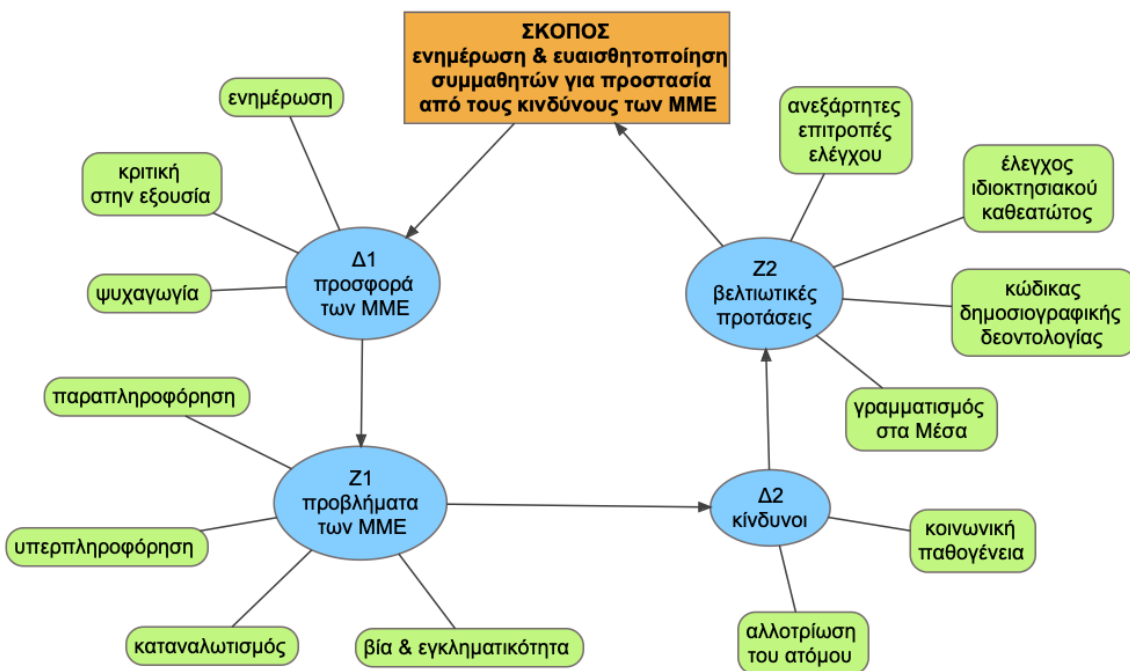 ΣΚΟΠΟΣ
ενημέρωση & ευαισθητοποίηση
συμμαθητών για προστασία
από τους κινδύνους των ΜΜΕ
ενημέρωση
κριτική
στην εξουσία
ψυχαγωγία
Δ1
προσφορά
των ΜΜΕ
ανεξάρτητες
επιτροπές
ελέγχου
έλεγχος
ιδιοκτησιακού
καθεατώτος
Ζ2
βελτιωτικές
προτάσεις
κώδικας
δημοσιογραφικής
δεοντολογίας
γραμματισμός
στα Μέσα
παραπληροφόρηση
Ζ1
προβλήματα
των ΜΜΕ
υπερπληροφόρηση
καταναλωτισμός
βία & εγκληματικότητα
Δ2
κίνδυνοι
κοινωνική
παθογένεια
αλλοτρίωση
του ατόμου